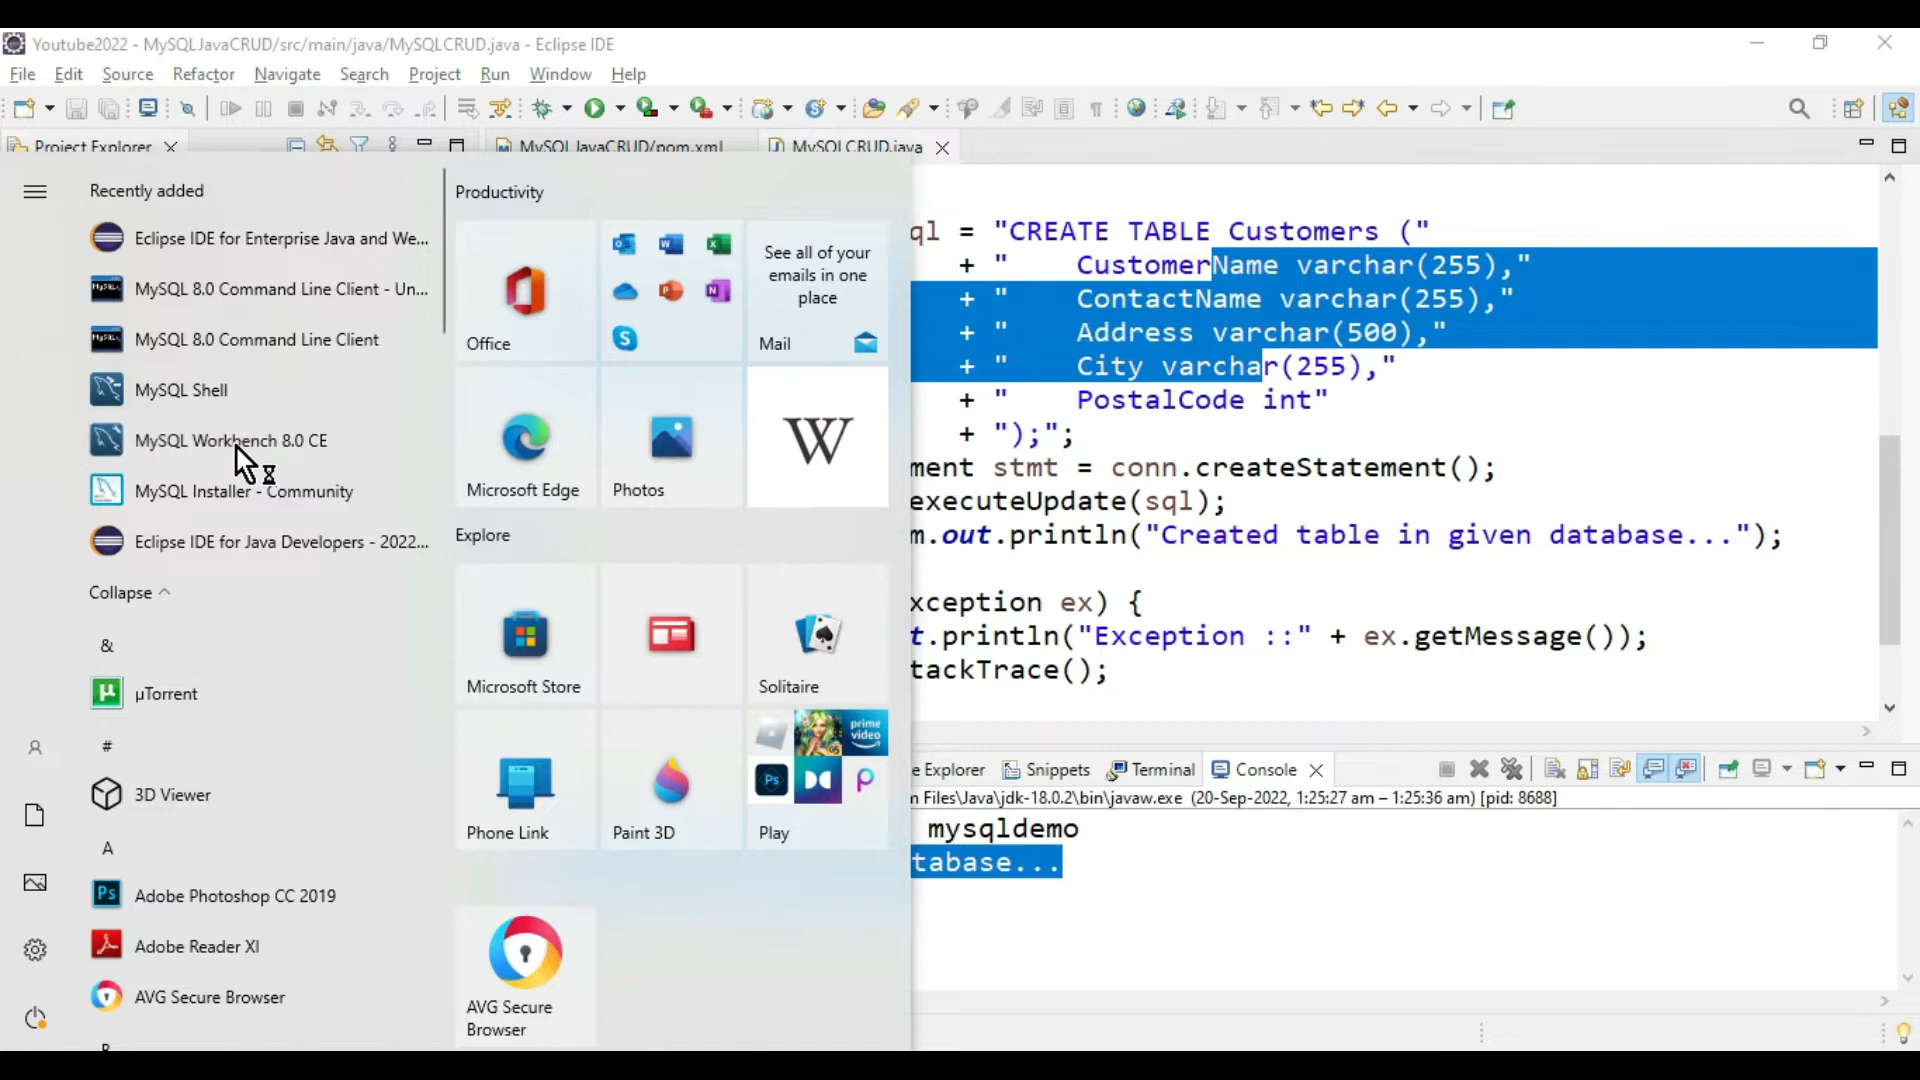 Youtube2022 - MySQLJavaCRUD/src/main/java/MySQLCRUD.java - Eclipse IDE
File Edit Source Refactor Navigate Search Project Run Window Help
Project Explorer
MySQLJavaCRUD/pom.xml
MySQLCRUD.java
Recently added
Eclipse IDE for Enterprise Java and We...
MySQL 8.0 Command Line Client - Un...
MySQL 8.0 Command Line Client
MySQL Shell
MySQL Workbench 8.0 CE
MySQL Installer - Community
Eclipse IDE for Java Developers - 2022...
Collapse
&
µTorrent
#
3D Viewer
A
Adobe Photoshop CC 2019
Adobe Reader XI
AVG Secure Browser
Productivity
Office
See all of your
emails in one
place
Mail
Microsoft Edge
Photos
W
Explore
Microsoft Store
Solitaire
Phone Link
Paint 3D
prime
video
Play
AVG Secure
Browser
ql = "CREATE TABLE Customers ("
+ "    CustomerName varchar(255),"
+ "    ContactName varchar(255),"
+ "    Address varchar(500),"
+ "    City varchar(255),"
+ "    PostalCode int"
+ ");";
ment stmt = conn.createStatement();
executeUpdate(sql);
m.out.println("Created table in given database...");
xception ex) {
t.println("Exception ::" + ex.getMessage());
tackTrace();
e Explorer Snippets Terminal Console
n Files\Java\jdk-18.0.2\bin\javaw.exe (20-Sep-2022, 1:25:27 am – 1:25:36 am) [pid: 8688]
mysqldemo
tabase...